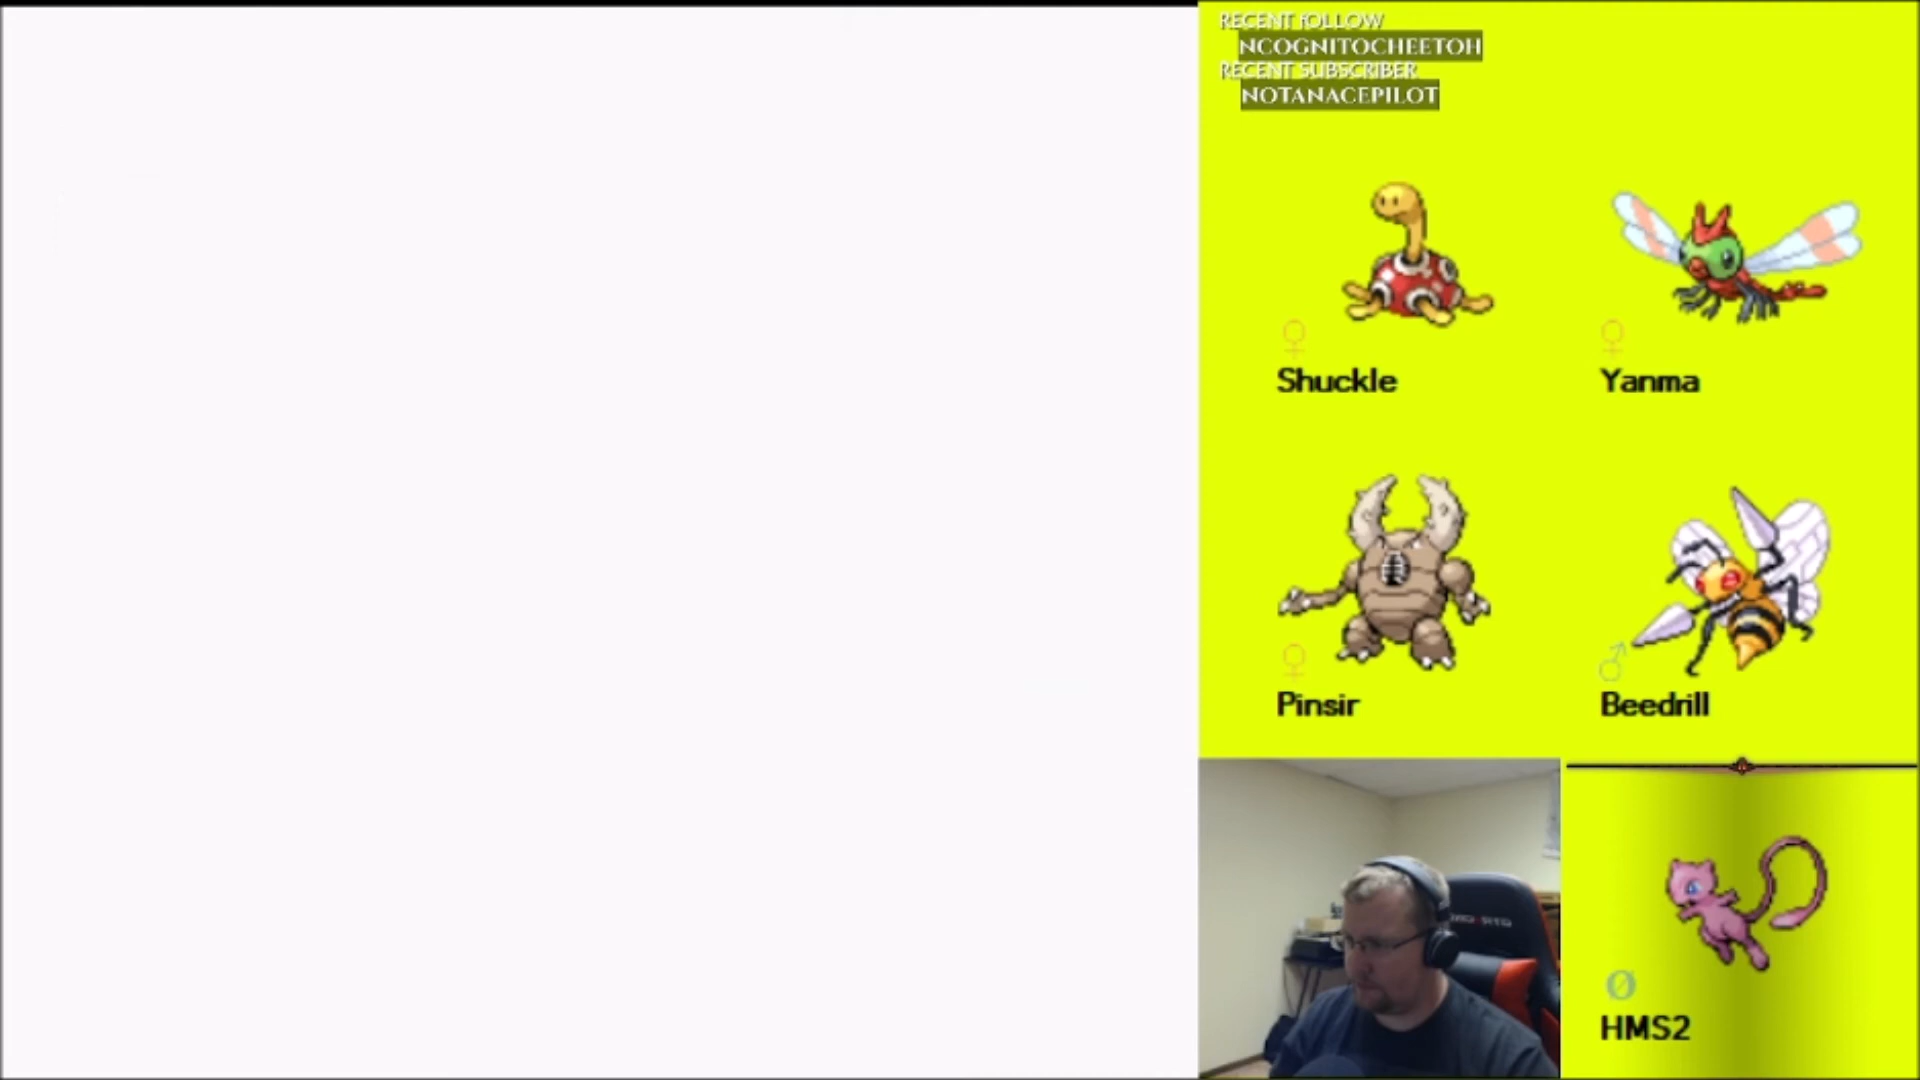 RECENT FOLLOW
NCOGNITOCHEETOH
RECENT SUBSCRIBER
NOTANACEPILOT
♀
♀
Shuckle
Yanma
♀
♂
Pinsir
Beedrill
Ø
HMS2